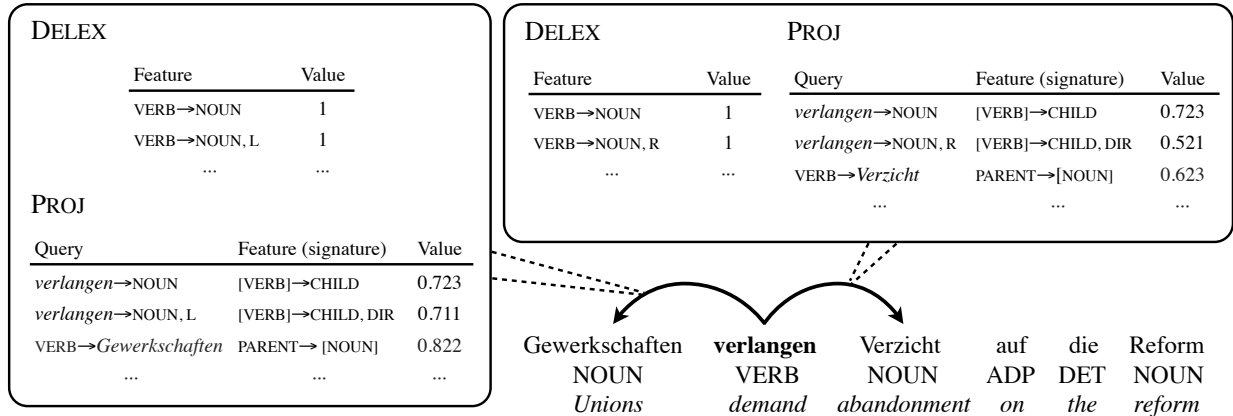 DELEX
Feature Value
VERB→NOUN 1
VERB→NOUN, L 1
... ...
PROJ
Query Feature (signature) Value
verlangen→NOUN [VERB]→CHILD 0.723
verlangen→NOUN, L [VERB]→CHILD, DIR 0.711
VERB→Gewerkschaften PARENT→ [NOUN] 0.822
... ... ...
DELEX PROJ
Feature Value Query Feature (signature) Value
VERB→NOUN 1 verlangen→NOUN [VERB]→CHILD 0.723
VERB→NOUN, R 1 verlangen→NOUN, R [VERB]→CHILD, DIR 0.521
... ... VERB→Verzicht PARENT→[NOUN] 0.623
... ... ...
Gewerkschaften verlangen Verzicht auf die Reform
NOUN VERB NOUN ADP DET NOUN
Unions demand abandonment on the reform